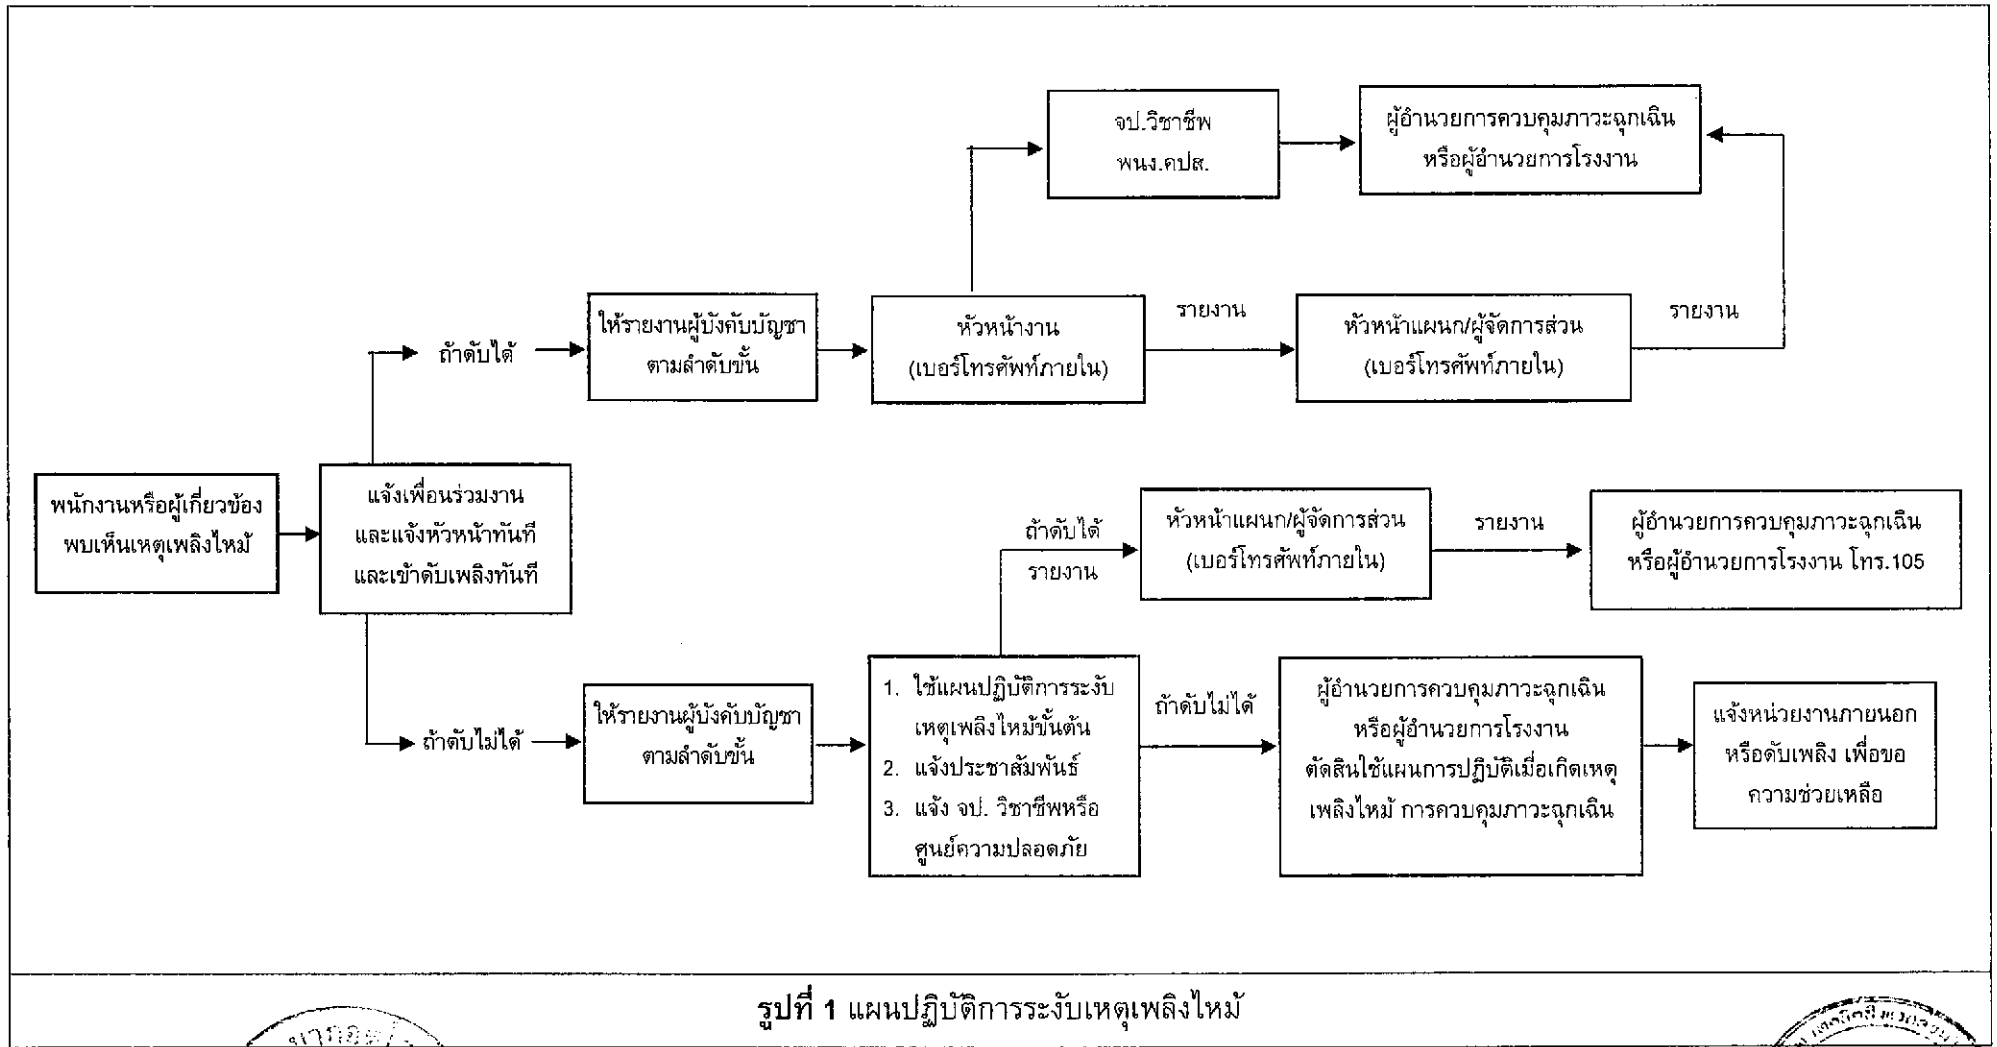 จป.วิชาชีพ
พนง.คปส.
ผู้อำนวยการควบคุมภาวะฉุกเฉิน
หรือผู้อำนวยการโรงงาน
ถ้าดับได้
ให้รายงานผู้บังคับบัญชา
ตามลำดับขั้น
หัวหน้างาน
(เบอร์โทรศัพท์ภายใน)
รายงาน
หัวหน้าแผนก/ผู้จัดการส่วน
(เบอร์โทรศัพท์ภายใน)
รายงาน
พนักงานหรือผู้เกี่ยวข้อง
พบเห็นเหตุเพลิงไหม้
แจ้งเพื่อนร่วมงาน
และแจ้งหัวหน้าทันที
และเข้าดับเพลิงทันที
ถ้าดับได้
รายงาน
หัวหน้าแผนก/ผู้จัดการส่วน
(เบอร์โทรศัพท์ภายใน)
รายงาน
ผู้อำนวยการควบคุมภาวะฉุกเฉิน
หรือผู้อำนวยการโรงงาน โทร.105
ถ้าดับไม่ได้
ให้รายงานผู้บังคับบัญชา
ตามลำดับขั้น
1. ใช้แผนปฏิบัติการระงับ
เหตุเพลิงไหม้ขั้นต้น
2. แจ้งประชาสัมพันธ์
3. แจ้ง จป. วิชาชีพหรือ
ศูนย์ความปลอดภัย
ถ้าดับไม่ได้
ผู้อำนวยการควบคุมภาวะฉุกเฉิน
หรือผู้อำนวยการโรงงาน
ตัดสินใช้แผนการปฏิบัติเมื่อเกิดเหตุ
เพลิงไหม้ การควบคุมภาวะฉุกเฉิน
แจ้งหน่วยงานภายนอก
หรือดับเพลิง เพื่อขอ
ความช่วยเหลือ
รูปที่ 1 แผนปฏิบัติการระงับเหตุเพลิงไหม้